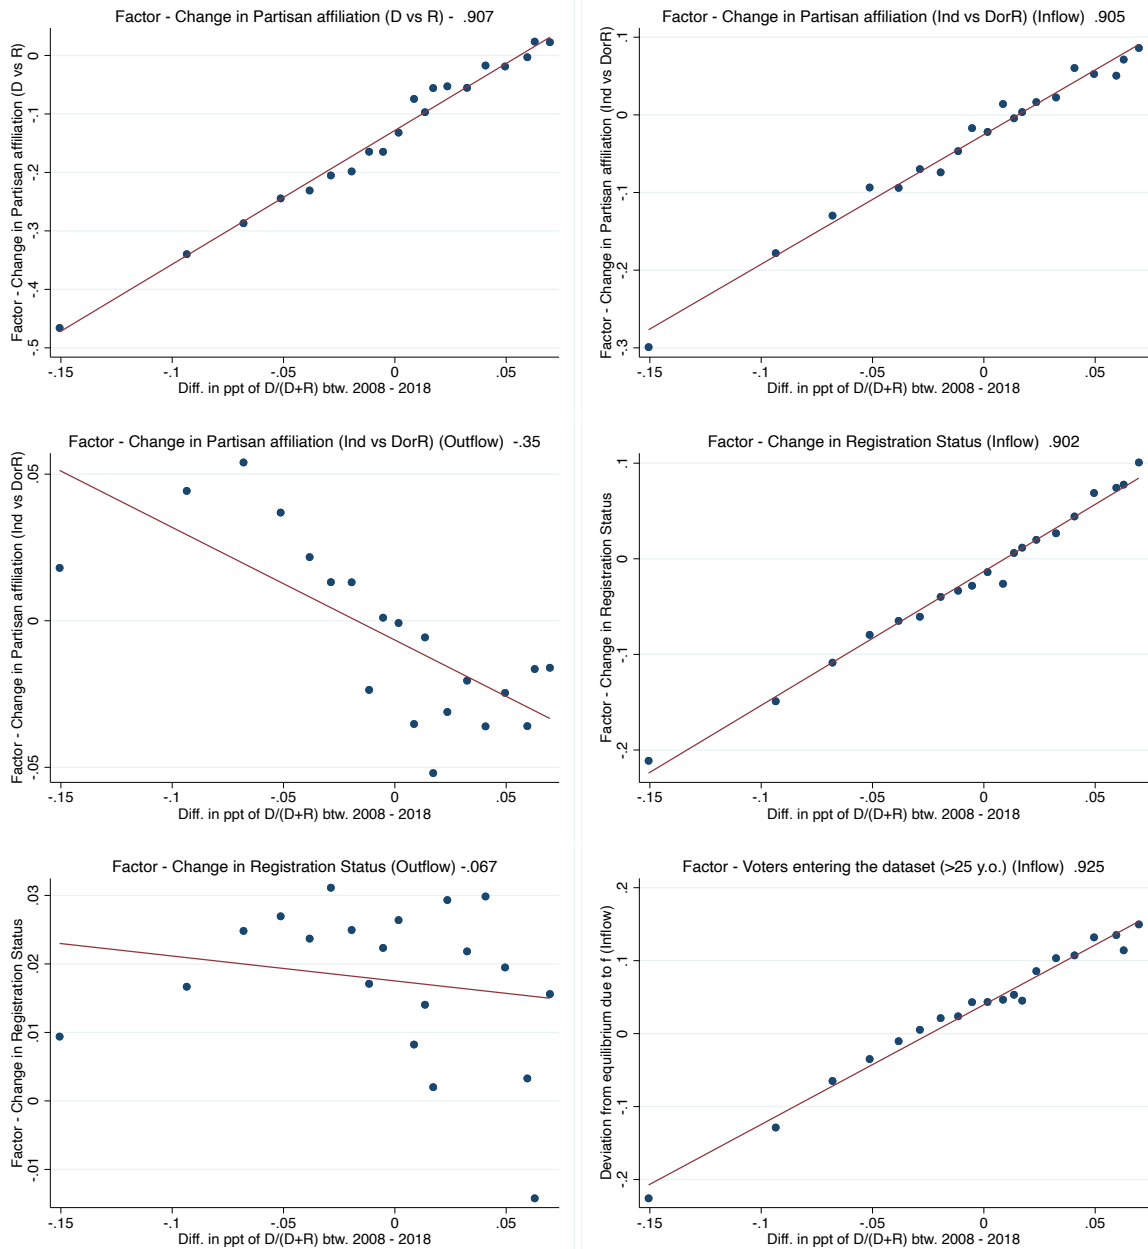 Factor - Change in Partisan affiliation (D vs R) - .907
Factor - Change in Partisan affiliation (D vs R)
0
-.1
-.2
-.3
-.4
-.5
-.15 -.1 -.05 0 .05
Diff. in ppt of D/(D+R) btw. 2008 - 2018
Factor - Change in Partisan affiliation (Ind vs DorR) (Inflow) .905
Factor - Change in Partisan affiliation (Ind vs DorR)
.1
0
-.1
-.2
-.3
-.15 -.1 -.05 0 .05
Diff. in ppt of D/(D+R) btw. 2008 - 2018
Factor - Change in Partisan affiliation (Ind vs DorR) (Outflow) -.35
Factor - Change in Partisan affiliation (Ind vs DorR)
.05
0
-.05
-.15 -.1 -.05 0 .05
Diff. in ppt of D/(D+R) btw. 2008 - 2018
Factor - Change in Registration Status (Inflow) .902
Factor - Change in Registration Status
.1
0
-.1
-.2
-.15 -.1 -.05 0 .05
Diff. in ppt of D/(D+R) btw. 2008 - 2018
Factor - Change in Registration Status (Outflow) -.067
Factor - Change in Registration Status
.03
.02
.01
0
-.01
-.15 -.1 -.05 0 .05
Diff. in ppt of D/(D+R) btw. 2008 - 2018
Factor - Voters entering the dataset (>25 y.o.) (Inflow) .925
Deviation from equilibrium due to f (Inflow)
.2
.1
0
-.1
-.2
-.15 -.1 -.05 0 .05
Diff. in ppt of D/(D+R) btw. 2008 - 2018